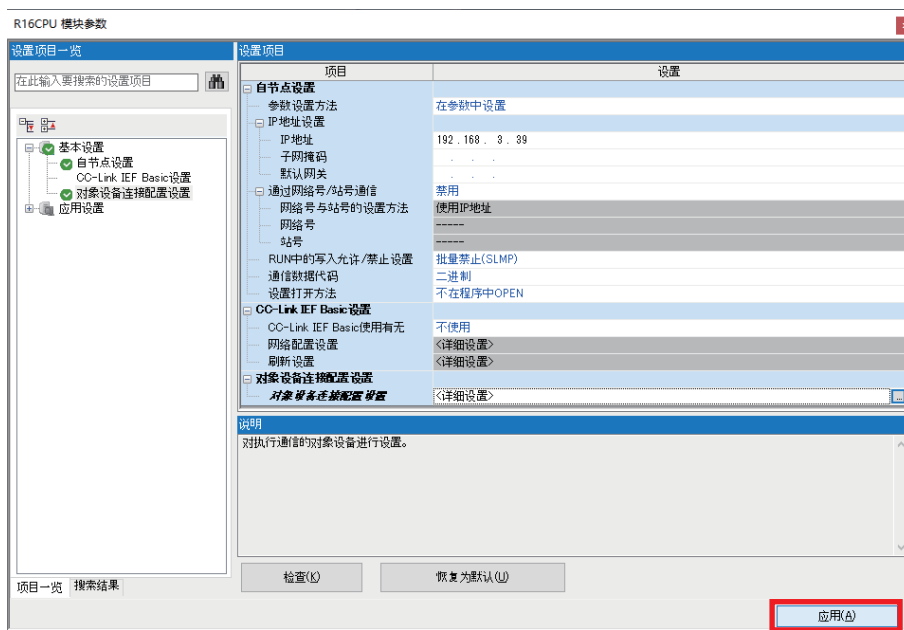 R16CPU 模块参数
设置项目一览
在此输入要搜索的设置项目
基本设置
自节点设置
CC-Link IEF Basic设置
对象设备连接配置设置
应用设置
项目一览 搜索结果
设置项目
项目 设置
自节点设置
参数设置方法 在参数中设置
IP地址设置
IP地址 192 . 168 . 3 . 39
子网掩码 . . .
默认网关 . . .
通过网络号/站号通信 禁用
网络号与站号的设置方法 使用IP地址
网络号 -----
站号 -----
RUN中的写入允许/禁止设置 批量禁止(SLMP)
通信数据代码 二进制
设置打开方法 不在程序中OPEN
CC-Link IEF Basic设置
CC-Link IEF Basic使用有无 不使用
网络配置设置 <详细设置>
刷新设置 <详细设置>
对象设备连接配置设置
对象设备连接配置设置 <详细设置> ...
说明
对执行通信的对象设备进行设置。
检查(K) 恢复为默认(U)
应用(A)